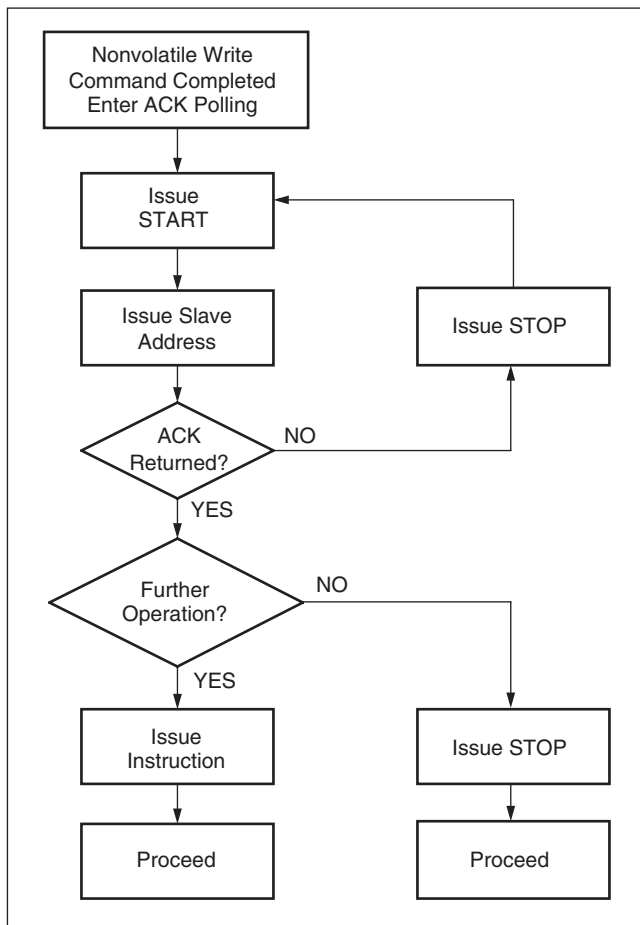 Nonvolatile Write
Command Completed
Enter ACK Polling
Issue
START
Issue Slave
Address
Issue STOP
ACK
Returned?
NO
YES
Further
Operation?
NO
YES
Issue
Instruction
Issue STOP
Proceed
Proceed